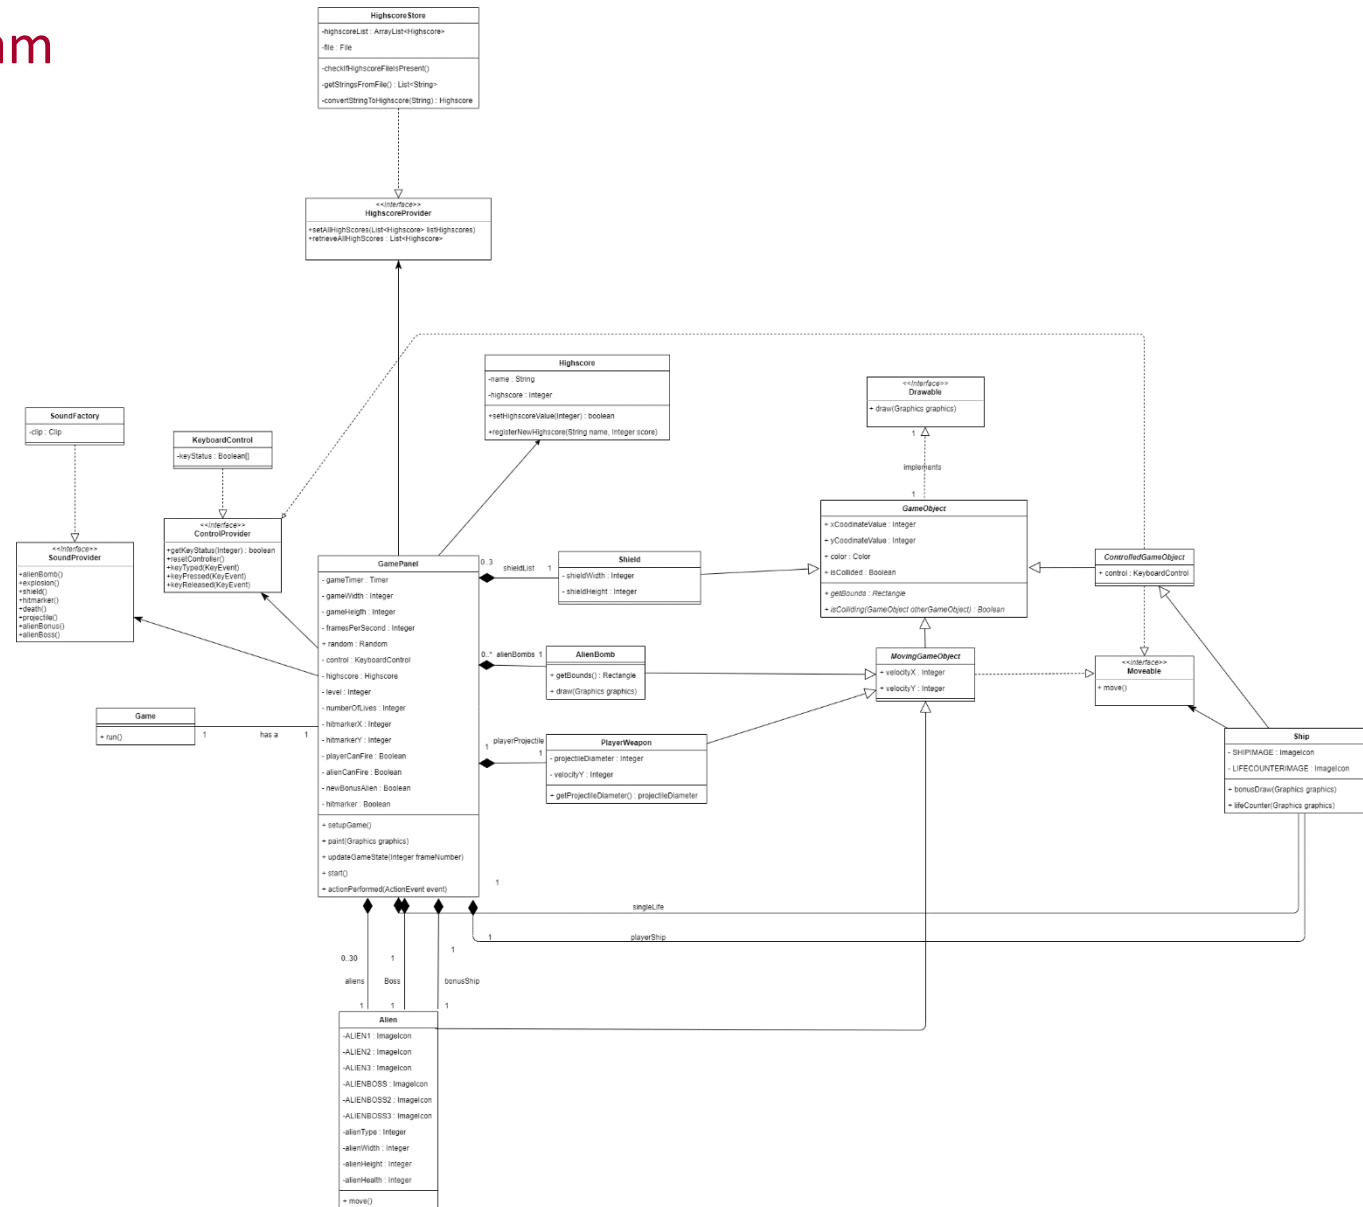 am
HighscoreStore
-highscoreList : ArrayList<Highscore>
-file : File
-checkIfHighscoreFileIsPresent()
-getStringsFromFile() : List<String>
-convertStringToHighscore(String) : Highscore
<<Interface>>
HighscoreProvider
+setAllHighScores(List<Highscore> listHighscores)
+retrieveAllHighScores : List<Highscore>
Highscore
-name : String
-highscore : Integer
+setHighscoreValue(Integer) : boolean
+registerNewHighscore(String name, Integer score)
<<Interface>>
Drawable
+ draw(Graphics graphics)
1
implements
1
SoundFactory
-clip : Clip
KeyboardControl
-keyStatus : Boolean[]
<<Interface>>
SoundProvider
+alienBomb()
+explosion()
+shield()
+hitmarker()
+death()
+projectile()
+alienBonus()
+alienBoss()
<<Interface>>
ControlProvider
+getKeyStatus(Integer) : boolean
+resetController()
+keyTyped(KeyEvent)
+keyPressed(KeyEvent)
+keyReleased(KeyEvent)
GameObject
+ xCoodinateValue : Integer
+ yCoodinateValue : Integer
+ color : Color
+ isCollided : Boolean
+ getBounds : Rectangle
+ isColliding(GameObject otherGameObject) : Boolean
ControlledGameObject
+ control : KeyboardControl
GamePanel
- gameTimer : Timer
- gameWidth : Integer
- gameHeigth : Integer
- framesPerSecond : Integer
+ random : Random
- control : KeyboardControl
- highscore : Highscore
- level : Integer
- numberOfLives : Integer
- hitmarkerX : Integer
- hitmarkerY : Integer
- playerCanFire : Boolean
- alienCanFire : Boolean
- newBonusAlien : Boolean
- hitmarker : Boolean
+ setupGame()
+ paint(Graphics graphics)
+ updateGameState(Integer frameNumber)
+ start()
+ actionPerformed(ActionEvent event)
0..3 shieldList 1
Shield
- shieldWidth : Integer
- shieldHeight : Integer
0..* alienBombs 1
AlienBomb
+ getBounds() : Rectangle
+ draw(Graphics graphics)
MovingGameObject
+ velocityX : Integer
+ velocityY : Integer
<<Interface>>
Moveable
+ move()
Game
+ run()
1 has a 1
playerProjectile
1 1
PlayerWeapon
- projectileDiameter : Integer
- velocityY : Integer
+ getProjectileDiameter() : projectileDiameter
Ship
- SHIPIMAGE : ImageIcon
- LIFECOUNTERIMAGE : ImageIcon
+ bonusDraw(Graphics graphics)
+ lifeCounter(Graphics graphics)
1
singleLife
1 playerShip
0..30 1 1
aliens Boss bonusShip
1 1 1
Alien
-ALIEN1 : ImageIcon
-ALIEN2 : ImageIcon
-ALIEN3 : ImageIcon
-ALIENBOSS : ImageIcon
-ALIENBOSS2 : ImageIcon
-ALIENBOSS3 : ImageIcon
-alienType : Integer
-alienWidth : Integer
-alienHeight : Integer
-alienHealth : Integer
+ move()